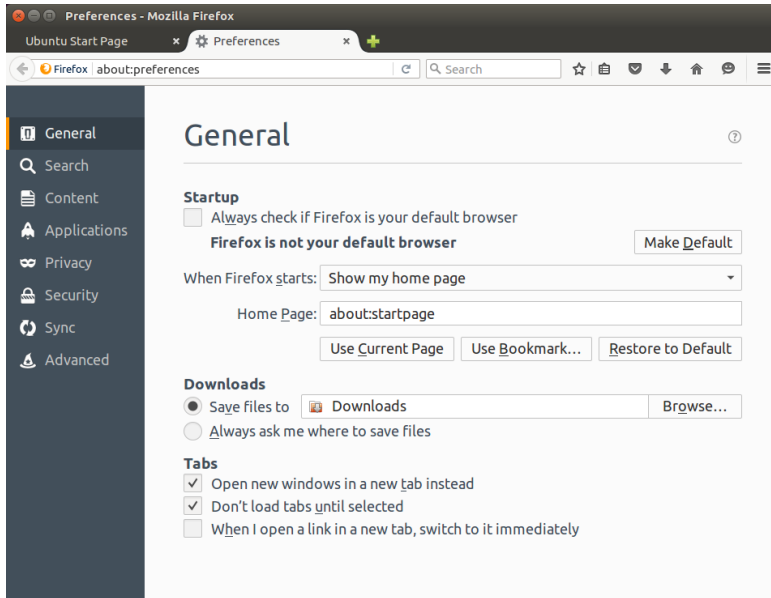 Preferences - Mozilla Firefox
Ubuntu Start Page
Preferences
Firefox about:preferences
Search
General
Search
Content
Applications
Privacy
Security
Sync
Advanced
General
Startup
Always check if Firefox is your default browser
Firefox is not your default browser
Make Default
When Firefox starts: Show my home page
Home Page: about:startpage
Use Current Page Use Bookmark... Restore to Default
Downloads
Save files to Downloads Browse...
Always ask me where to save files
Tabs
Open new windows in a new tab instead
Don't load tabs until selected
When I open a link in a new tab, switch to it immediately